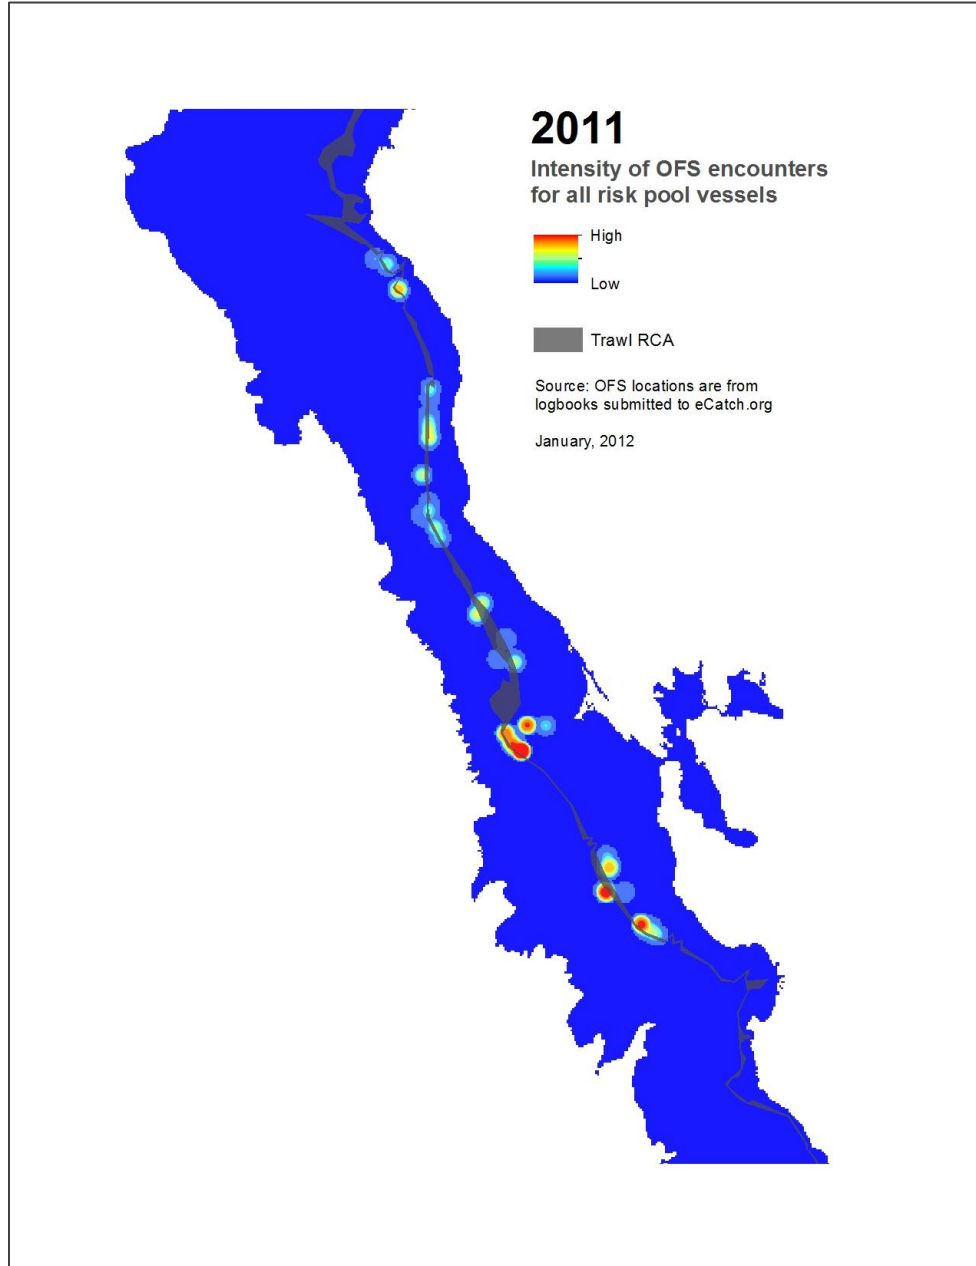 2011
Intensity of OFS encounters
for all risk pool vessels
High
Low
Trawl RCA
Source: OFS locations are from
logbooks submitted to eCatch.org
January, 2012